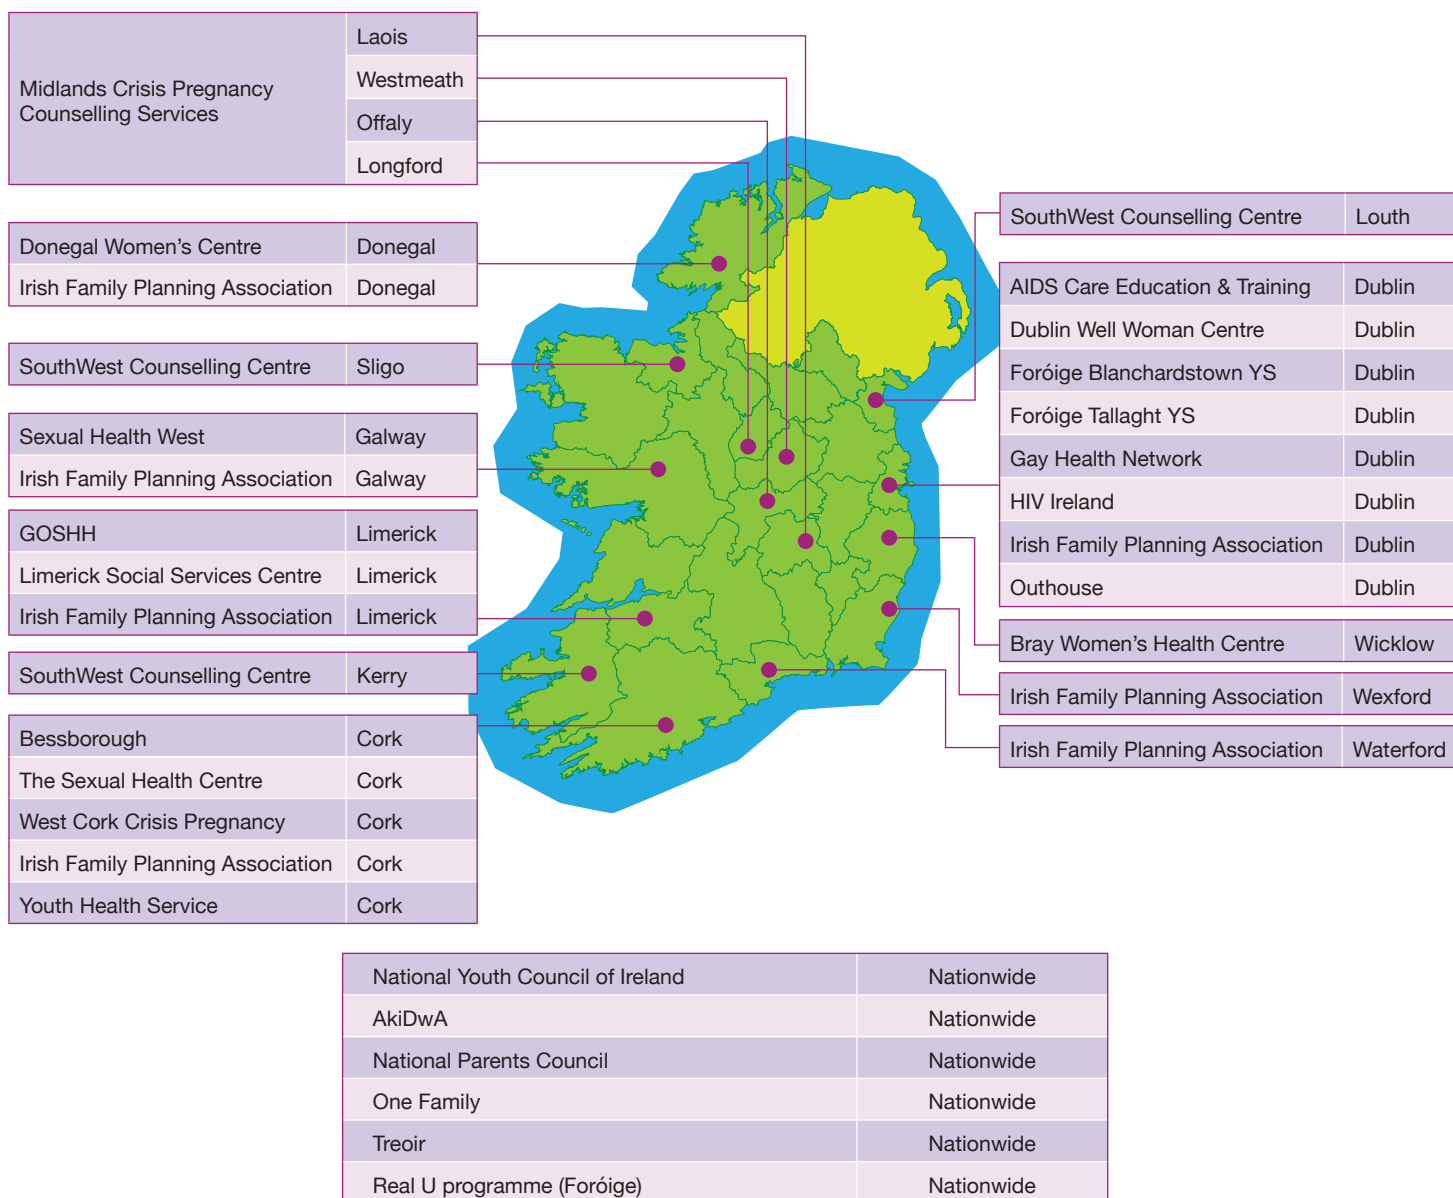 Midlands Crisis Pregnancy
Counselling Services
Laois
Westmeath
Offaly
Longford
Donegal Women's Centre Donegal
Irish Family Planning Association Donegal
SouthWest Counselling Centre Sligo
Sexual Health West Galway
Irish Family Planning Association Galway
GOSHH Limerick
Limerick Social Services Centre Limerick
Irish Family Planning Association Limerick
SouthWest Counselling Centre Kerry
Bessborough Cork
The Sexual Health Centre Cork
West Cork Crisis Pregnancy Cork
Irish Family Planning Association Cork
Youth Health Service Cork
SouthWest Counselling Centre Louth
AIDS Care Education & Training Dublin
Dublin Well Woman Centre Dublin
Foróige Blanchardstown YS Dublin
Foróige Tallaght YS Dublin
Gay Health Network Dublin
HIV Ireland Dublin
Irish Family Planning Association Dublin
Outhouse Dublin
Bray Women's Health Centre Wicklow
Irish Family Planning Association Wexford
Irish Family Planning Association Waterford
National Youth Council of Ireland Nationwide
AkiDwA Nationwide
National Parents Council Nationwide
One Family Nationwide
Treoir Nationwide
Real U programme (Foróige) Nationwide